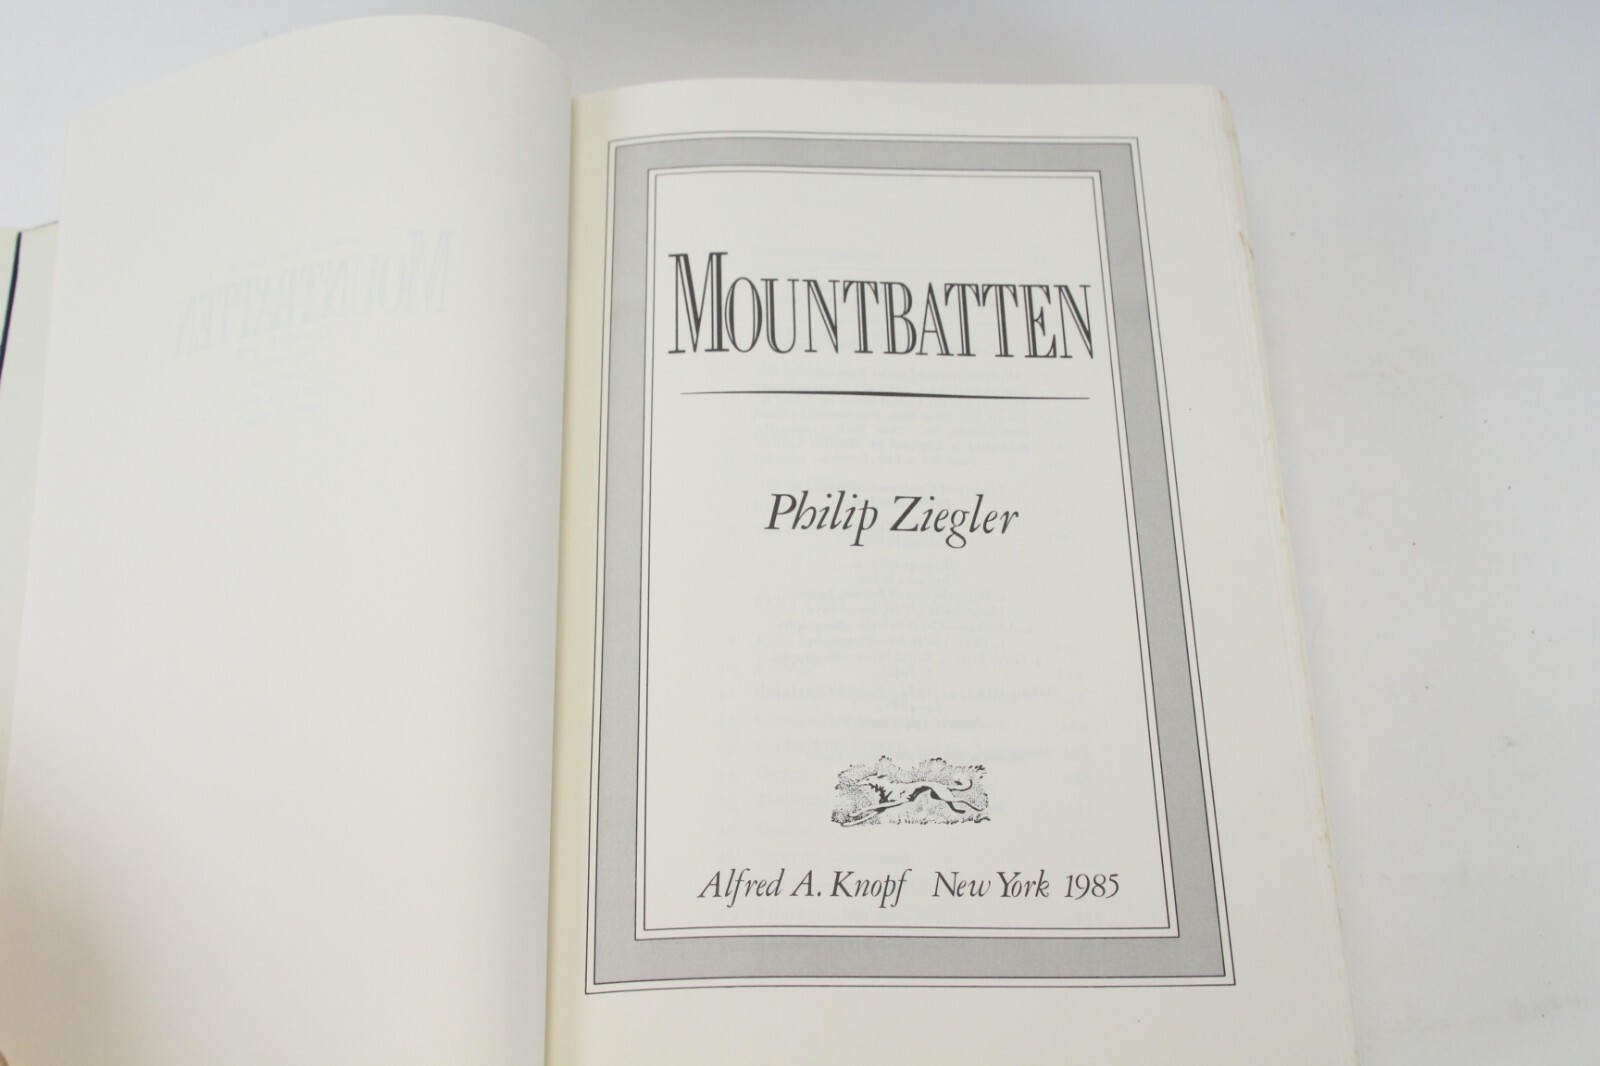 MOUNTBATTEN
Philip Ziegler
Alfred A. Knopf New York 1985